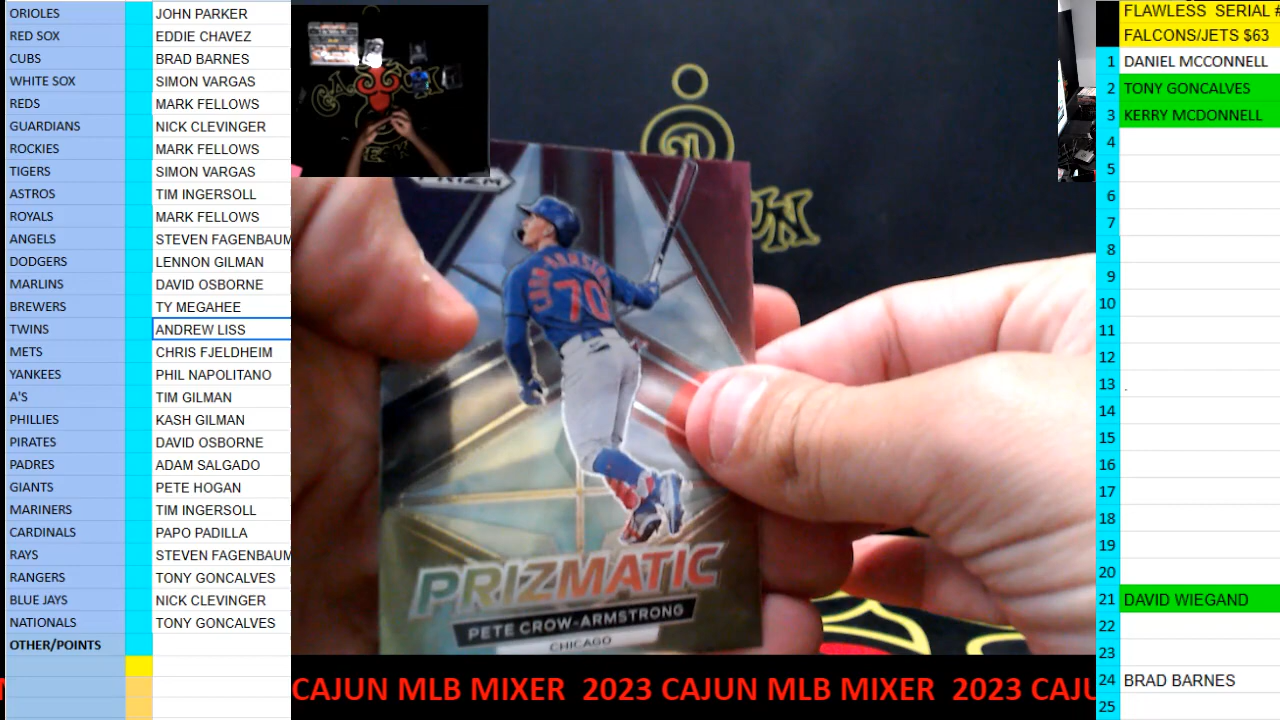 ORIOLES JOHN PARKER
RED SOX EDDIE CHAVEZ
CUBS BRAD BARNES
WHITE SOX SIMON VARGAS
REDS MARK FELLOWS
GUARDIANS NICK CLEVINGER
ROCKIES MARK FELLOWS
TIGERS SIMON VARGAS
ASTROS TIM INGERSOLL
ROYALS MARK FELLOWS
ANGELS STEVEN FAGENBAUM
DODGERS LENNON GILMAN
MARLINS DAVID OSBORNE
BREWERS TY MEGAHEE
TWINS ANDREW LISS
METS CHRIS FJELDHEIM
YANKEES PHIL NAPOLITANO
A'S TIM GILMAN
PHILLIES KASH GILMAN
PIRATES DAVID OSBORNE
PADRES ADAM SALGADO
GIANTS PETE HOGAN
MARINERS TIM INGERSOLL
CARDINALS PAPO PADILLA
RAYS STEVEN FAGENBAUM
RANGERS TONY GONCALVES
BLUE JAYS NICK CLEVINGER
NATIONALS TONY GONCALVES
OTHER/POINTS
PRIZM
70
PRIZMATIC
PETE CROW-ARMSTRONG
CHICAGO
CAJUN MLB MIXER 2023 CAJUN MLB MIXER 2023 CAJU
FLAWLESS SERIAL #
FALCONS/JETS $63
1 DANIEL MCCONNELL
2 TONY GONCALVES
3 KERRY MCDONNELL
4
5
6
7
8
9
10
11
12
13 .
14
15
16
17
18
19
20
21 DAVID WIEGAND
22
23
24 BRAD BARNES
25